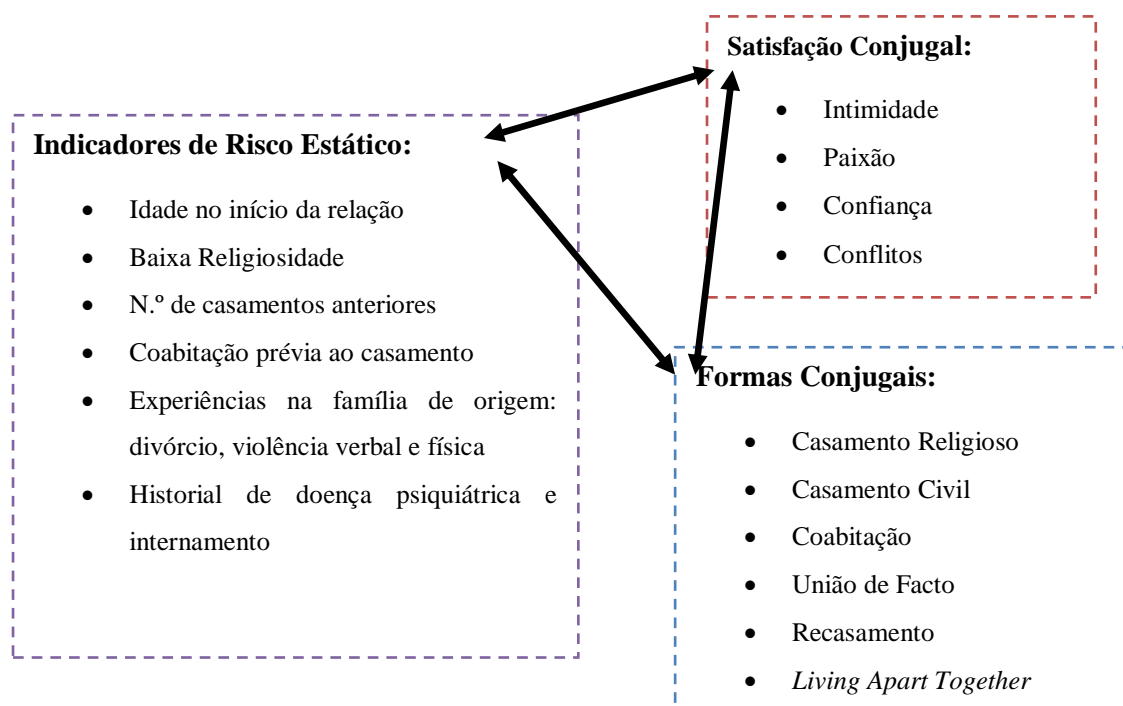 Satisfação Conjugal:
• Intimidade
• Paixão
• Confiança
• Conflitos
Indicadores de Risco Estático:
• Idade no início da relação
• Baixa Religiosidade
• N.º de casamentos anteriores
• Coabitação prévia ao casamento
• Experiências na família de origem:
divórcio, violência verbal e física
• Historial de doença psiquiátrica e
internamento
Formas Conjugais:
• Casamento Religioso
• Casamento Civil
• Coabitação
• União de Facto
• Recasamento
• Living Apart Together